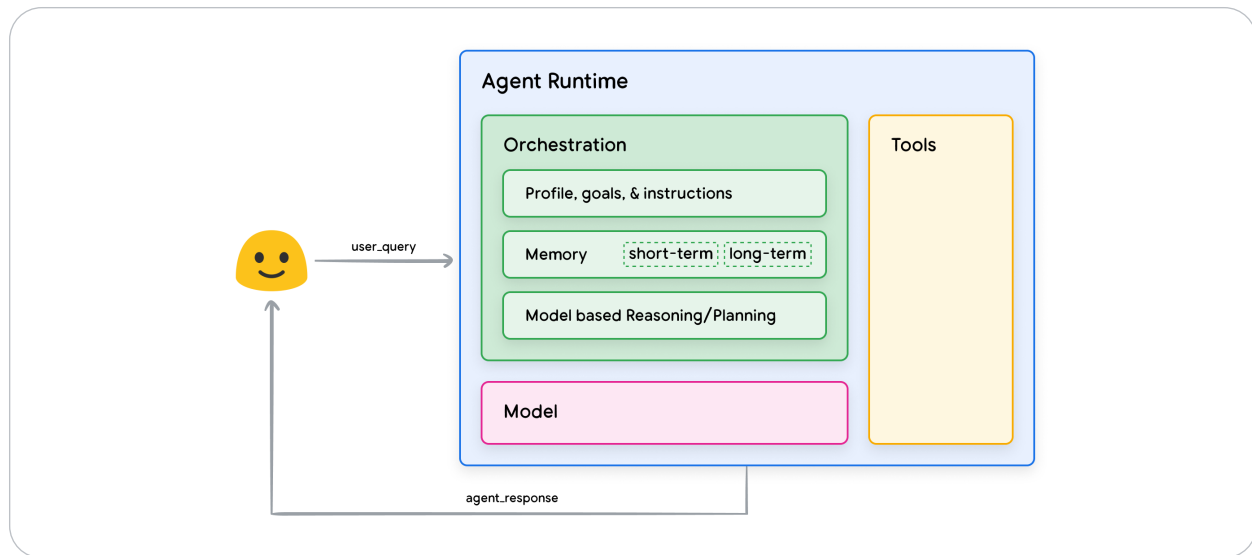 Agent Runtime
Orchestration
Tools
Profile, goals, & instructions
user_query
Memory short-term long-term
Model based Reasoning/Planning
Model
agent_response